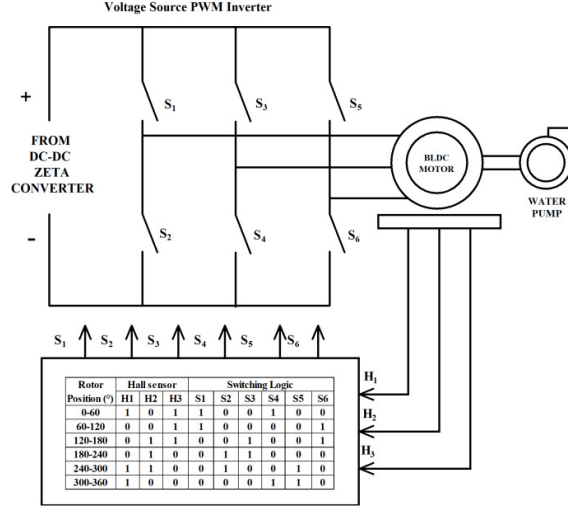 Voltage Source PWM Inverter
S1
S3
S5
+
FROM
DC-DC
ZETA
CONVERTER
-
BLDC
MOTOR
WATER
PUMP
S2
S4
S6
S1 S2 S3 S4 S5 S6
H1
H2
H3
Rotor Position (°) Hall sensor Switching Logic
H1 H2 H3 S1 S2 S3 S4 S5 S6
0-60 1 0 1 1 0 0 1 0 0
60-120 0 0 1 1 0 0 0 0 1
120-180 0 1 1 0 0 1 0 0 1
180-240 0 1 0 0 1 1 0 0 0
240-300 1 1 0 0 1 0 0 1 0
300-360 1 0 0 0 0 0 1 1 0